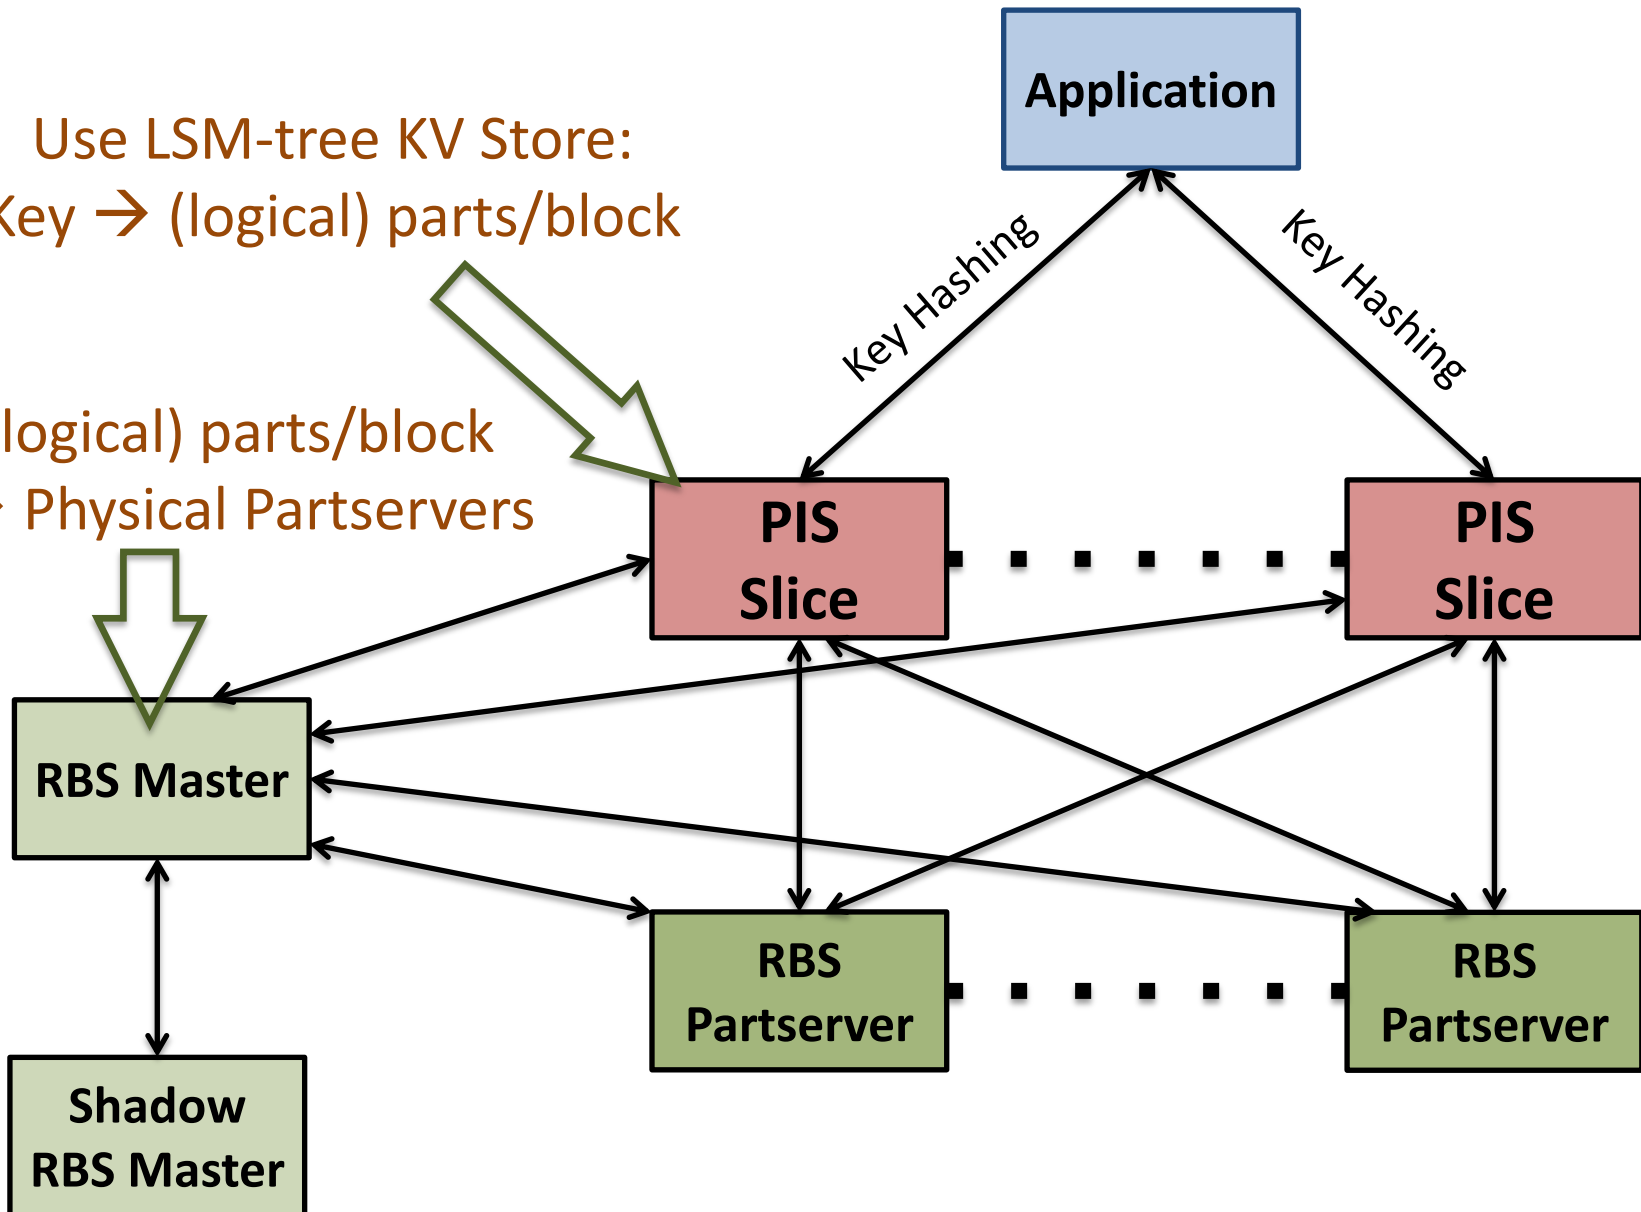 Application
Use LSM-tree KV Store:
Key → (logical) parts/block
Key Hashing
Key Hashing
logical) parts/block
Physical Partservers
PIS
Slice
PIS
Slice
RBS Master
RBS
Partserver
RBS
Partserver
Shadow
RBS Master